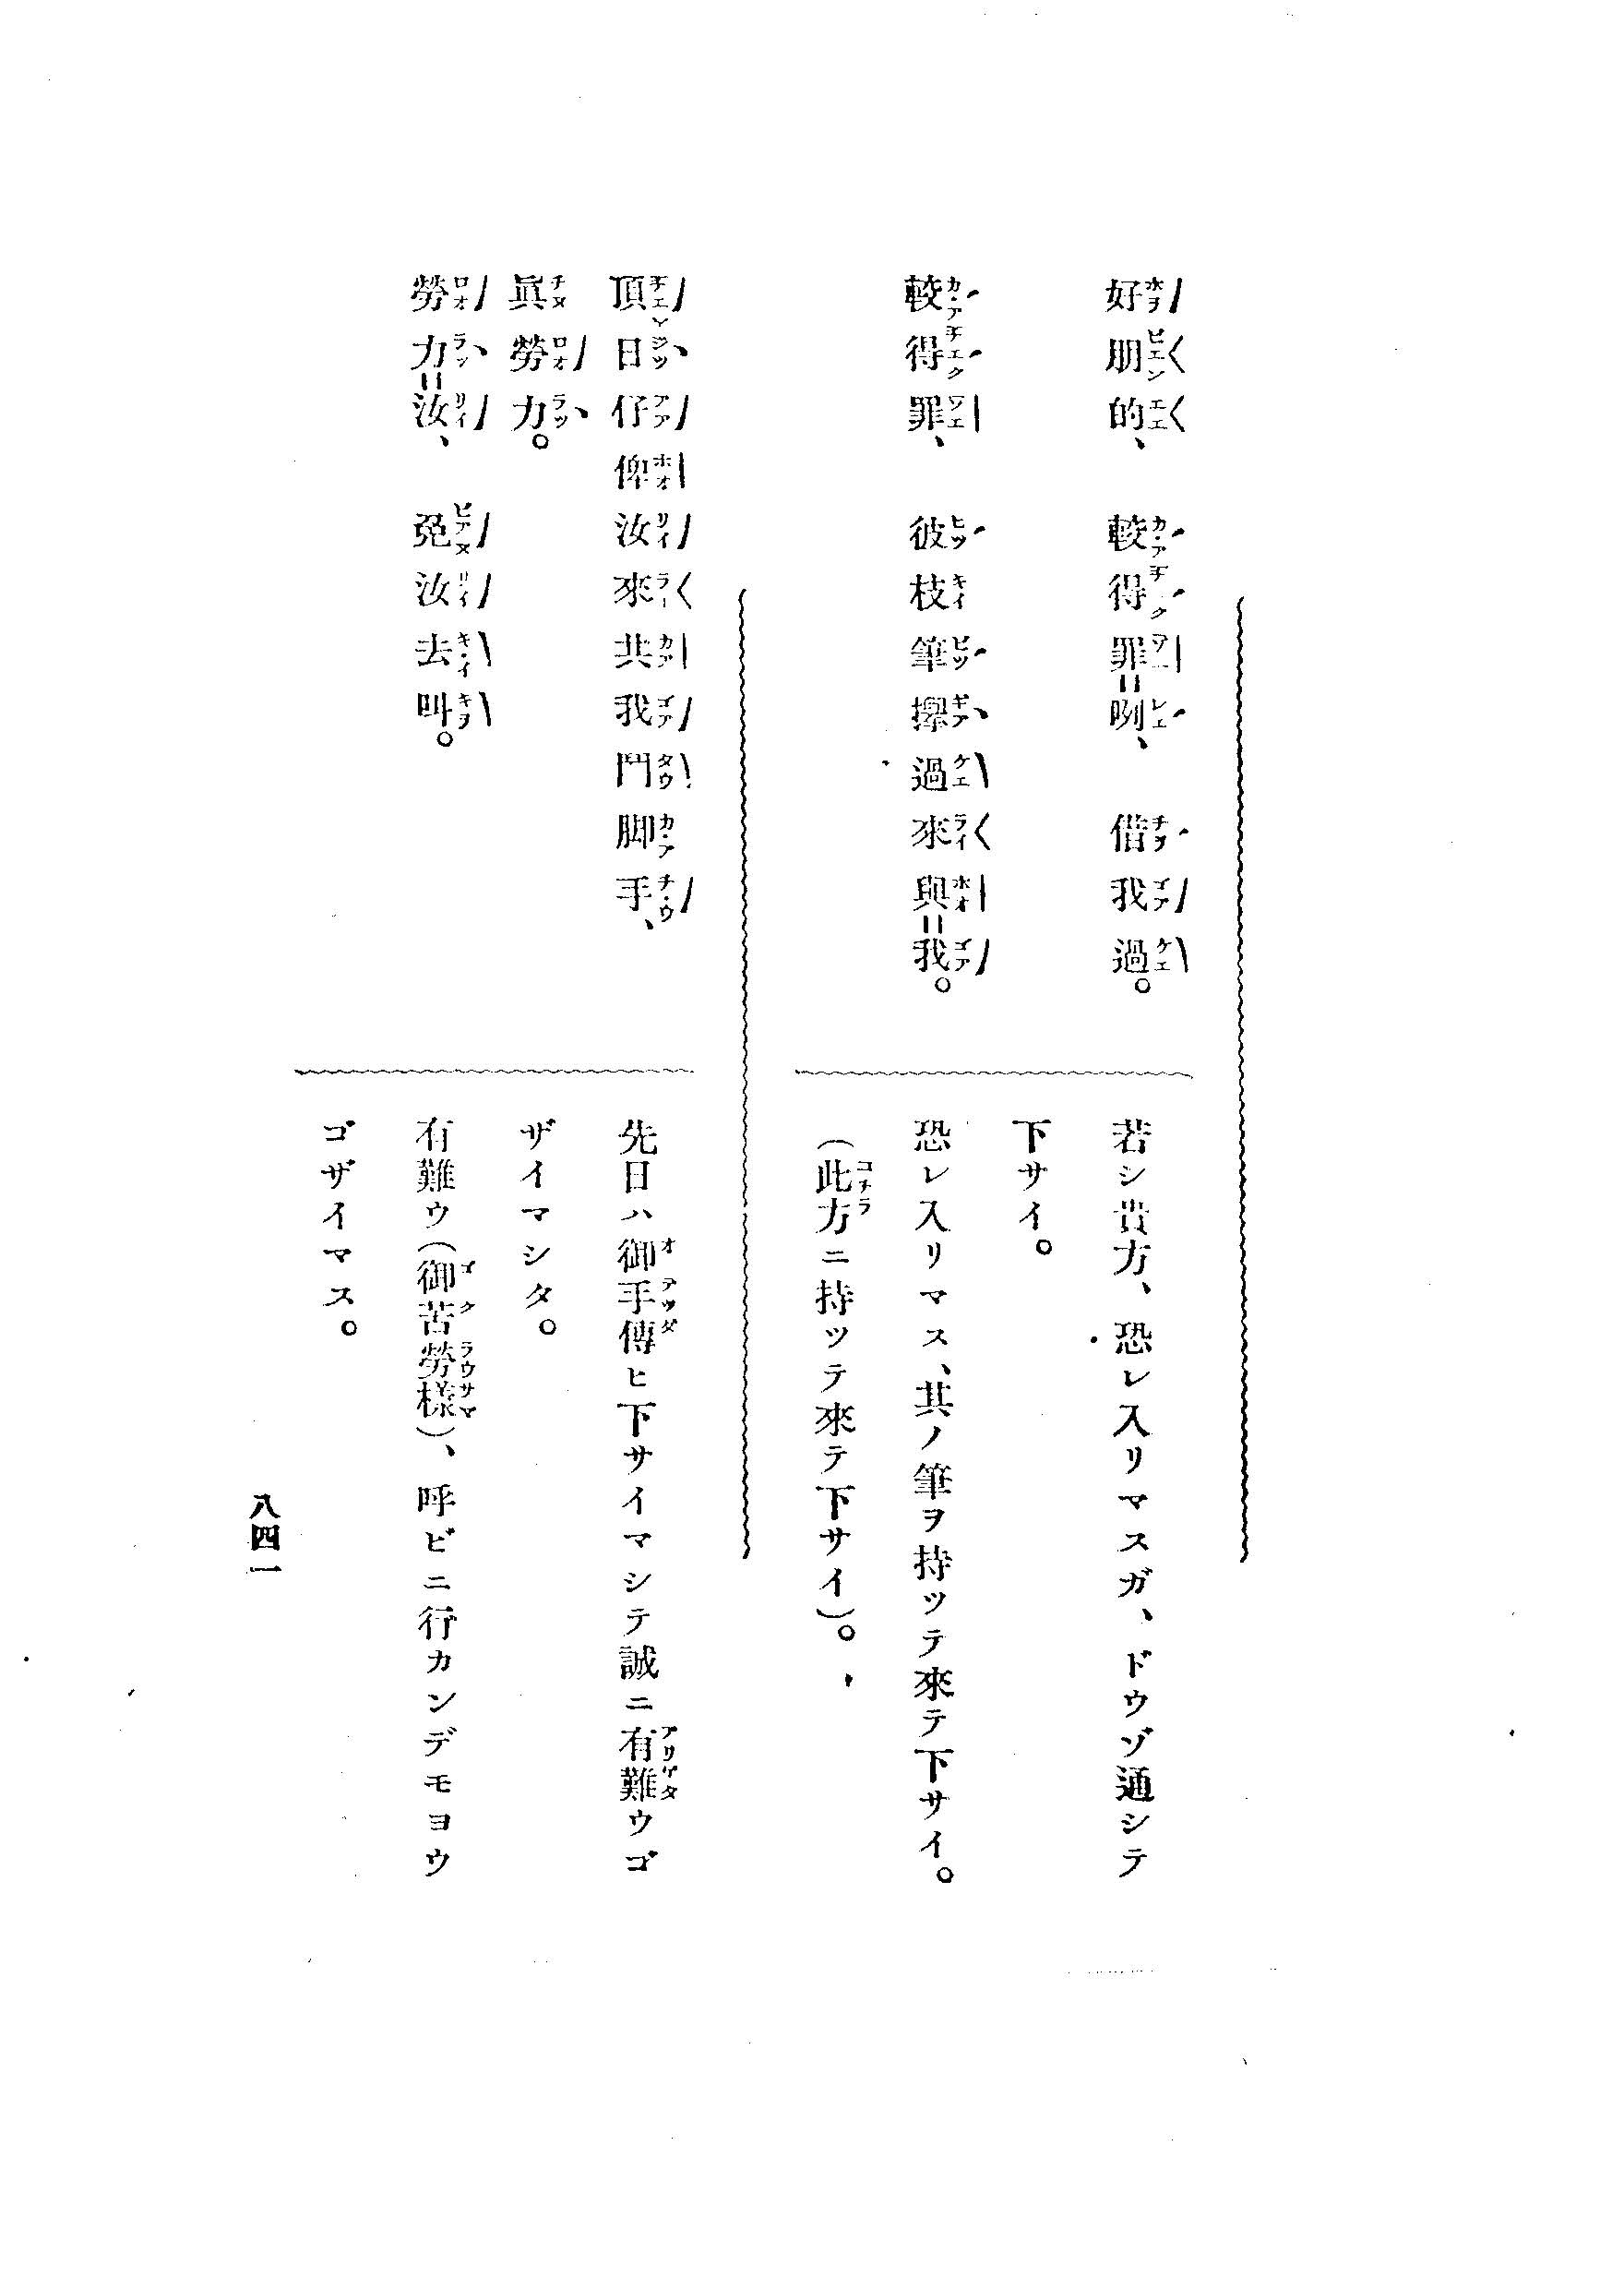 好朋的、較得罪=咧、借我過。
若シ貴方、恐レ入リマスガ、ドウゾ通シテ
下サイ。
較得罪、彼枝筆攑過來與=我。
恐レ入リマス、其ノ筆ヲ持ツテ來テ下サイ。
(此方ニ持ツテ來テ下サイ)。
頂日仔俾汝來共我鬥脚手、
眞勞力。
先日ハ御手傳ヒ下サイマシテ誠ニ有難ウゴ
ザイマシタ。
勞力=汝、免汝去叫。
有難ウ(御苦勞樣)、呼ビニ行カンデモヨウ
ゴザイマス。
八四一